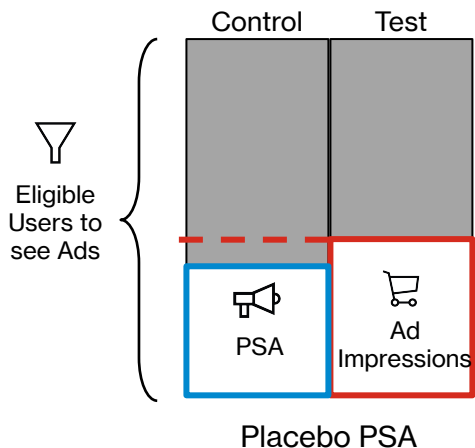 Control
Test
Eligible
Users to
see Ads
PSA
Ad
Impressions
Placebo PSA